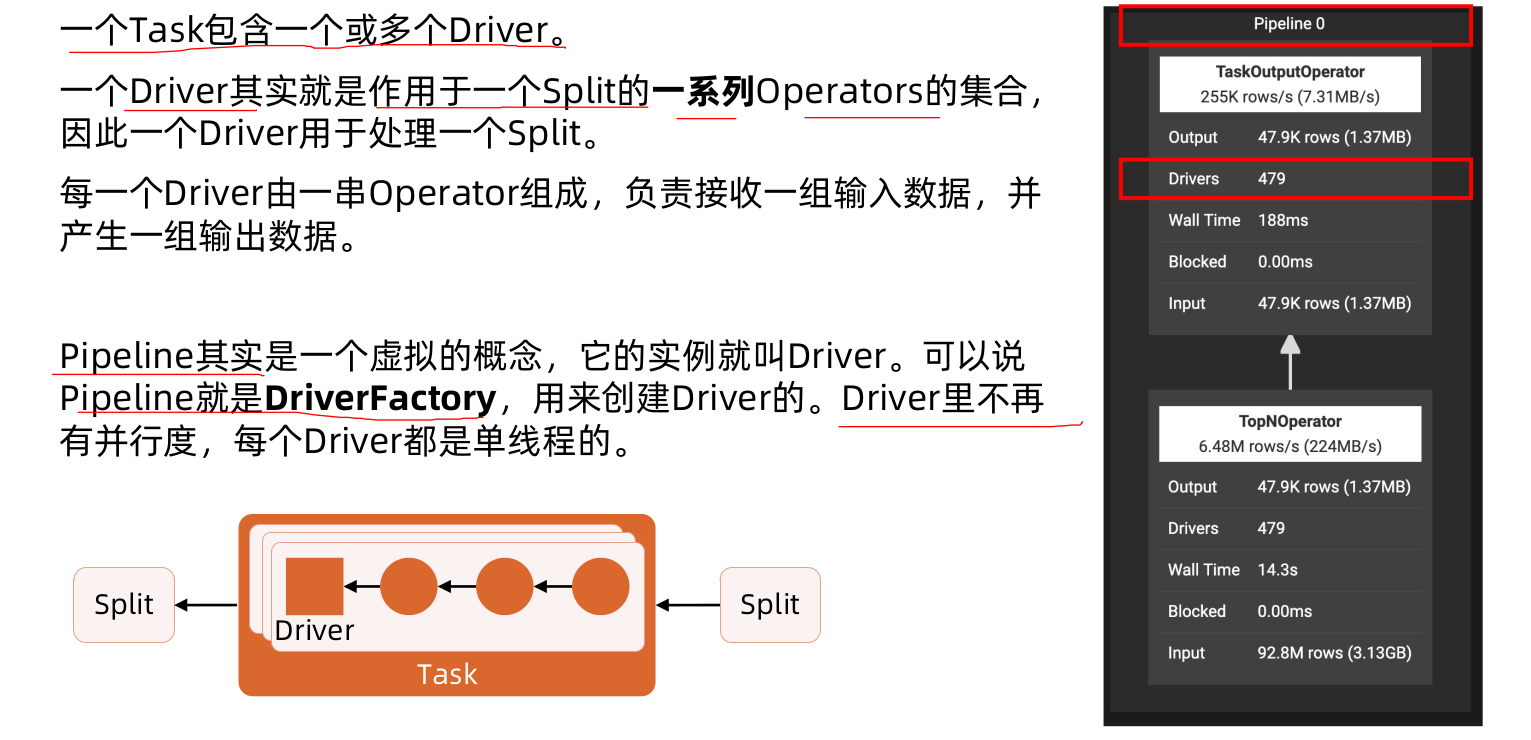 一个Task包含一个或多个Driver。
一个Driver其实就是作用于一个Split的一系列Operators的集合，
因此一个Driver用于处理一个Split。
每一个Driver由一串Operator组成，负责接收一组输入数据，并
产生一组输出数据。
Pipeline其实是一个虚拟的概念，它的实例就叫Driver。可以说
Pipeline就是DriverFactory，用来创建Driver的。Driver里不再
有并行度，每个Driver都是单线程的。
Split
Driver
Task
Split
Pipeline 0
TaskOutputOperator
255K rows/s (7.31MB/s)
Output 47.9K rows (1.37MB)
Drivers 479
Wall Time 188ms
Blocked 0.00ms
Input 47.9K rows (1.37MB)
TopNOperator
6.48M rows/s (224MB/s)
Output 47.9K rows (1.37MB)
Drivers 479
Wall Time 14.3s
Blocked 0.00ms
Input 92.8M rows (3.13GB)